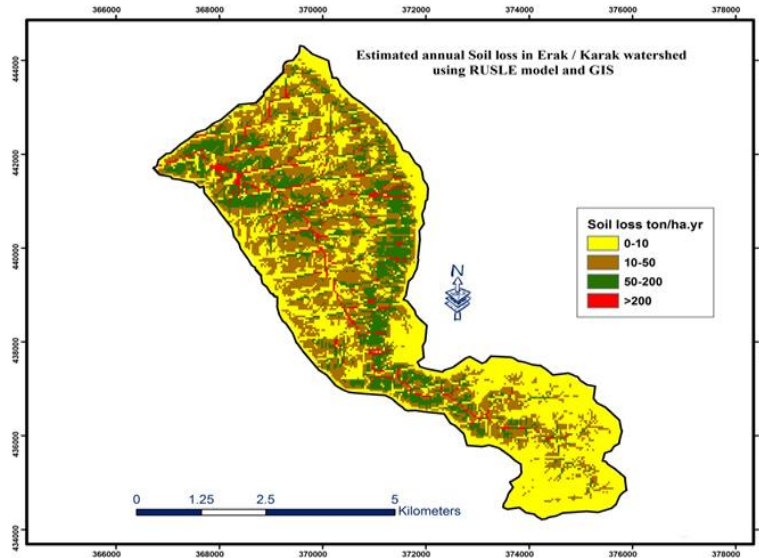 366000 368000 370000 372000 374000 376000 378000
Estimated annual Soil loss in Erak / Karak watershed
using RUSLE model and GIS
444000
442000
440000
438000
436000
434000
Soil loss ton/ha.yr
0-10
10-50
50-200
>200
N
0 1.25 2.5 5
Kilometers
366000 368000 370000 372000 374000 376000 378000